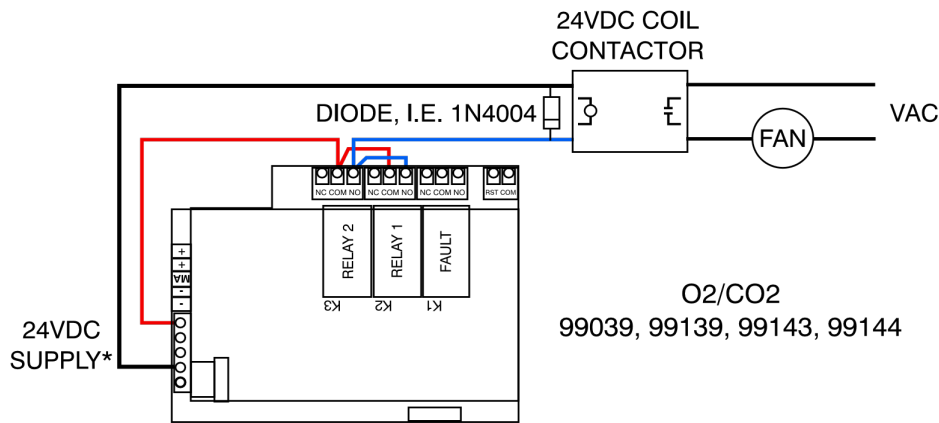 24VDC COIL
CONTACTOR
DIODE, I.E. 1N4004
VAC
FAN
NC COM NO NC COM NO NC COM NO RST COM
RELAY 2
RELAY 1
FAULT
K3
K2
K1
+
+
MA
-
-
24VDC
SUPPLY*
O2/CO2
99039, 99139, 99143, 99144